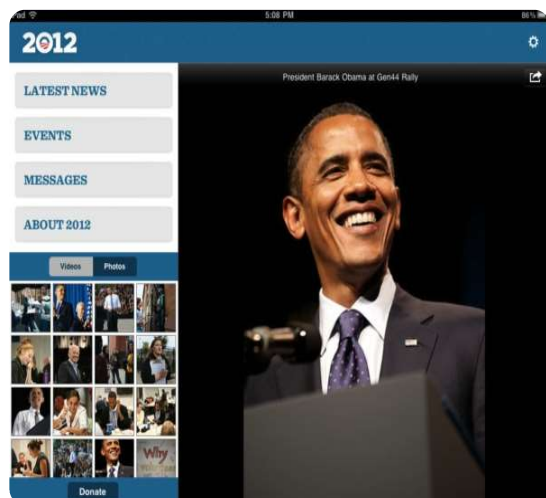 Pad 5:08 PM 86%
2012
LATEST NEWS
EVENTS
MESSAGES
ABOUT 2012
Videos Photos
Why
Donate
President Barack Obama at Gen44 Rally